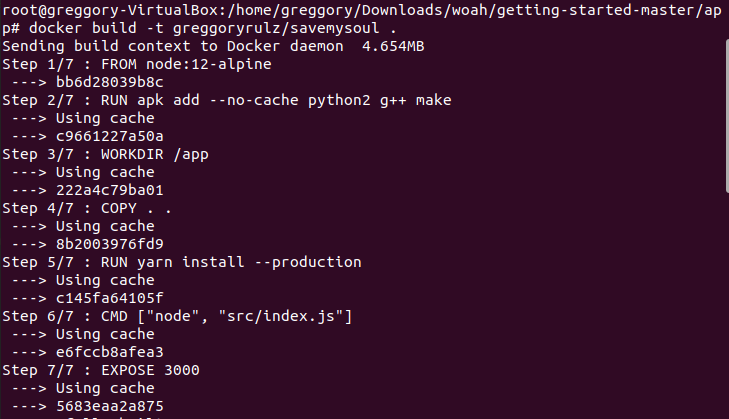 root@greggory-VirtualBox:/home/greggory/Downloads/woah/getting-started-master/ap
p# docker build -t greggoryrulz/savemysoul .
Sending build context to Docker daemon  4.654MB
Step 1/7 : FROM node:12-alpine
 ---> bb6d28039b8c
Step 2/7 : RUN apk add --no-cache python2 g++ make
 ---> Using cache
 ---> c9661227a50a
Step 3/7 : WORKDIR /app
 ---> Using cache
 ---> 222a4c79ba01
Step 4/7 : COPY . .
 ---> Using cache
 ---> 8b2003976fd9
Step 5/7 : RUN yarn install --production
 ---> Using cache
 ---> c145fa64105f
Step 6/7 : CMD ["node", "src/index.js"]
 ---> Using cache
 ---> e6fccb8afea3
Step 7/7 : EXPOSE 3000
 ---> Using cache
 ---> 5683eaa2a875